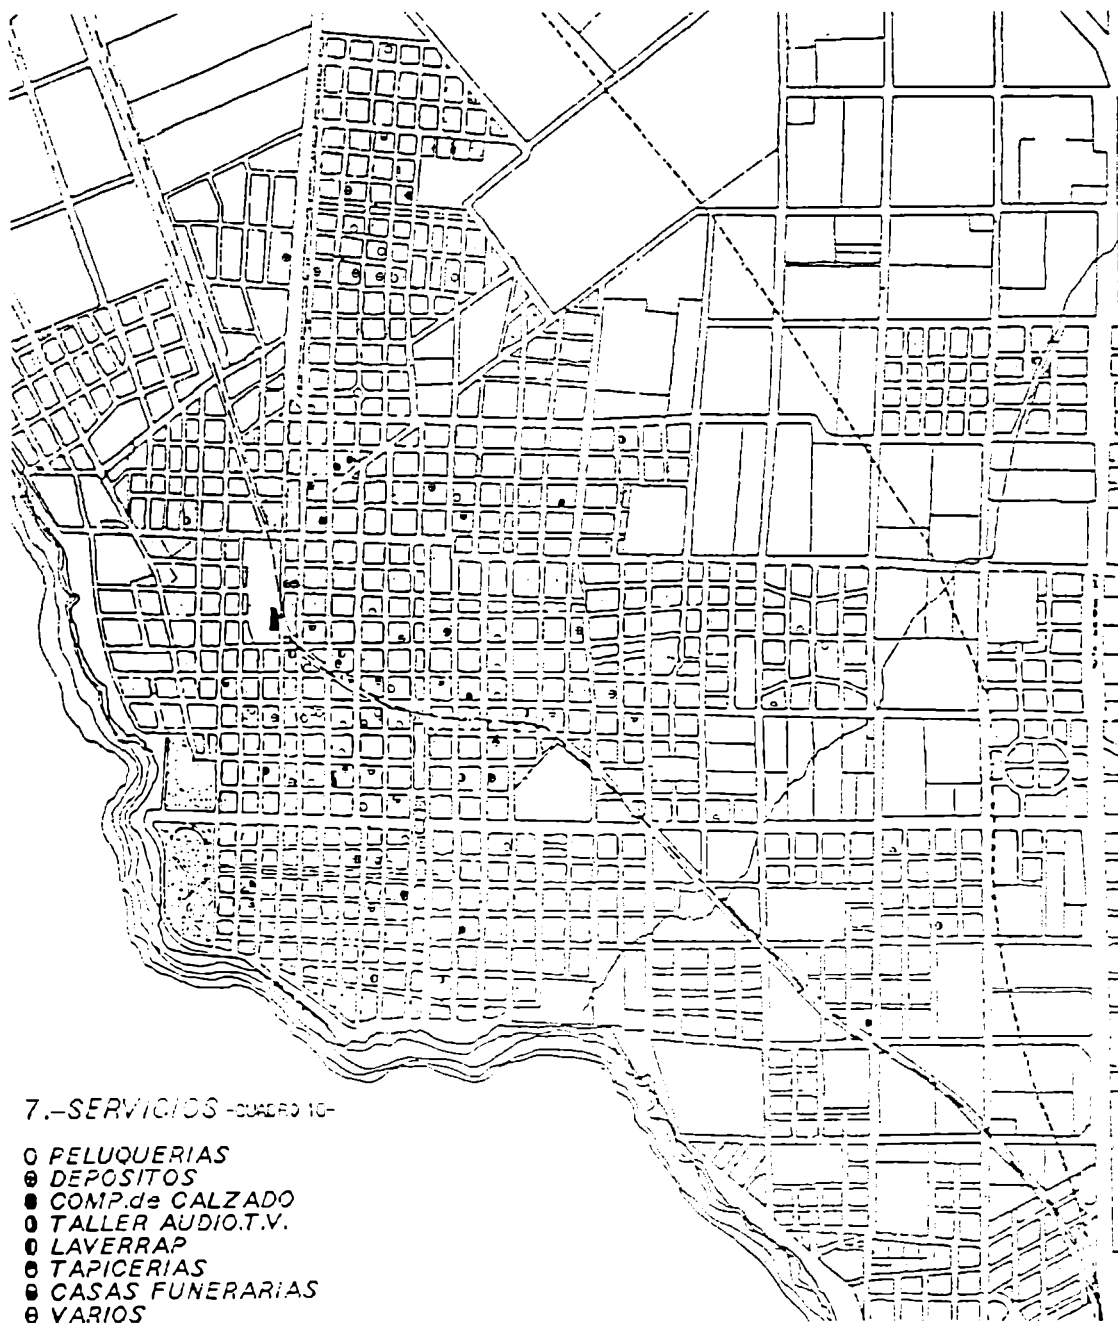 7.-SERVICIOS -CUADRO 10-
O PELUQUERIAS
DEPOSITOS
COMP.de CALZADO
TALLER AUDIO.T.V.
LAVERRAP
TAPICERIAS
CASAS FUNERARIAS
VARIOS